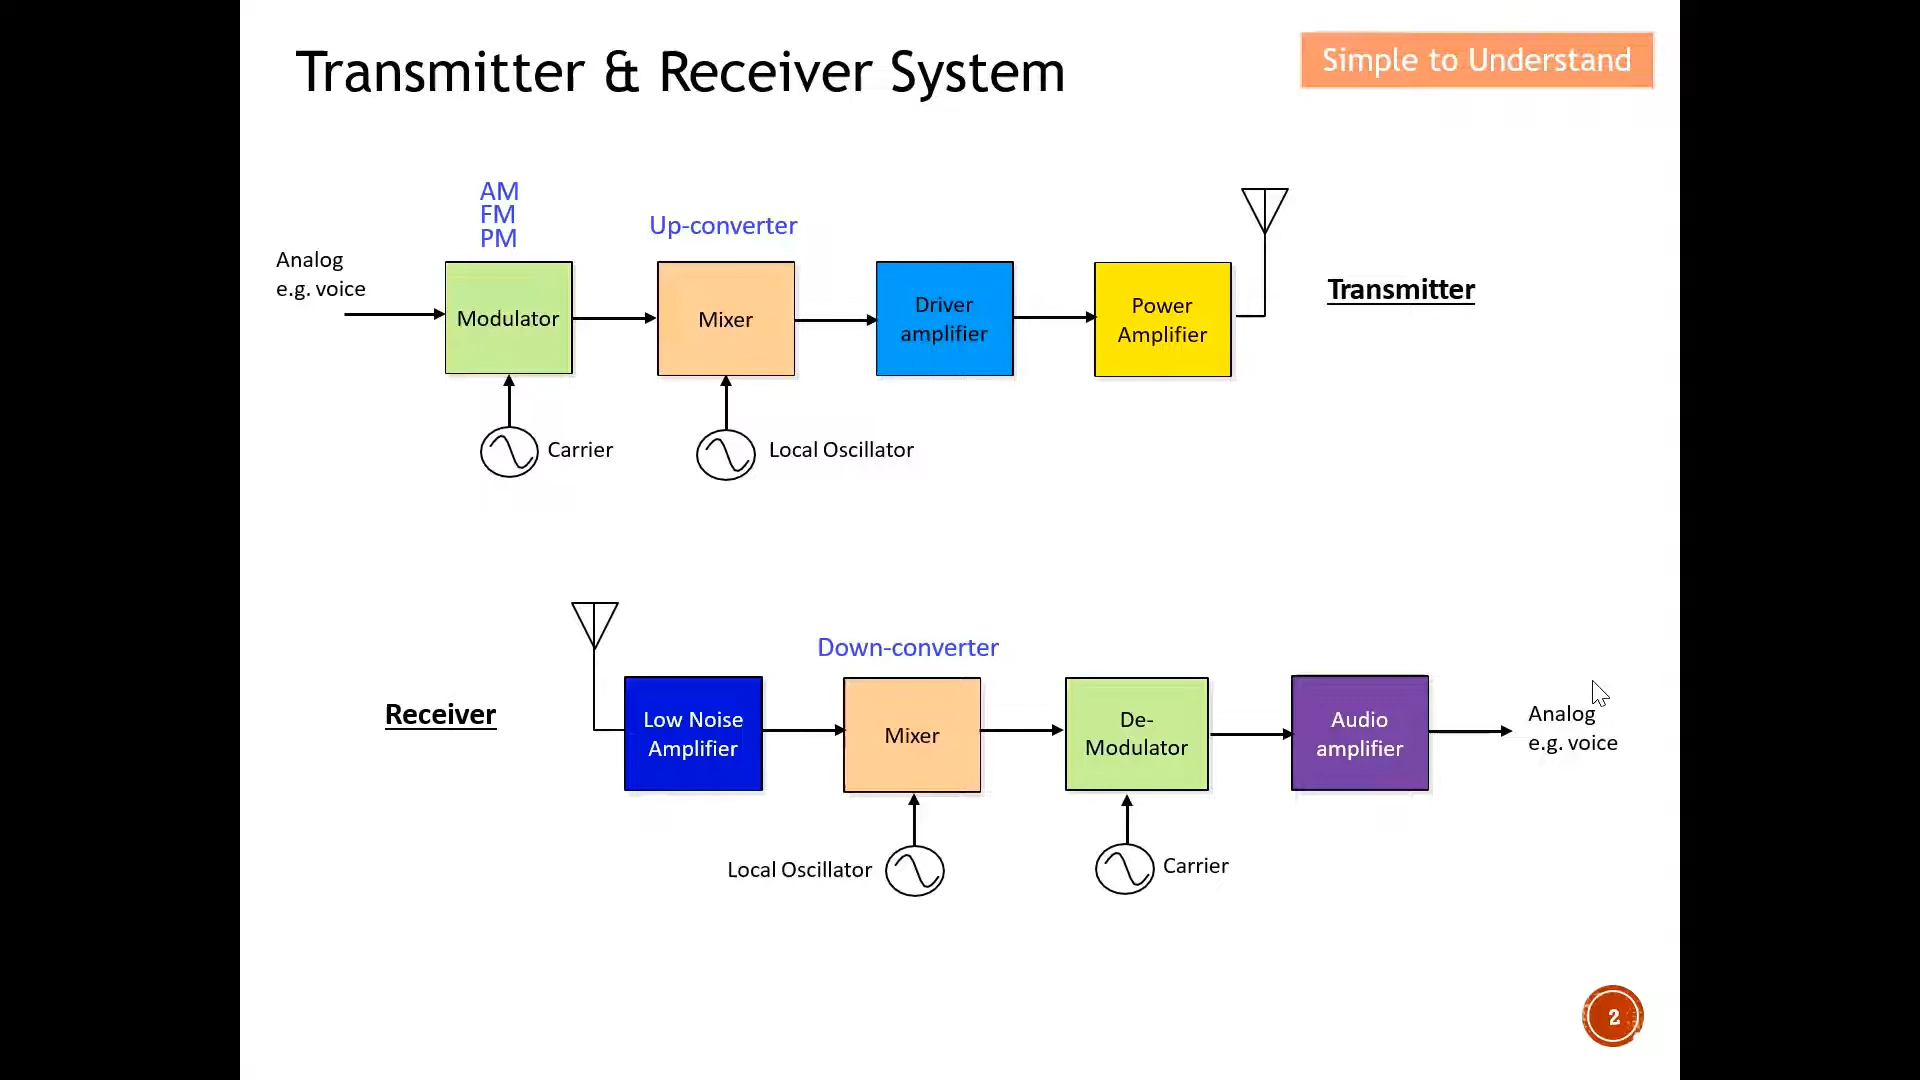 Transmitter & Receiver System
Simple to Understand
AM
FM
PM
Up-converter
Analog
e.g. voice
Modulator
Mixer
Driver
amplifier
Power
Amplifier
Transmitter
Carrier
Local Oscillator
Down-converter
Receiver
Low Noise
Amplifier
Mixer
De-
Modulator
Audio
amplifier
Analog
e.g. voice
Local Oscillator
Carrier
2